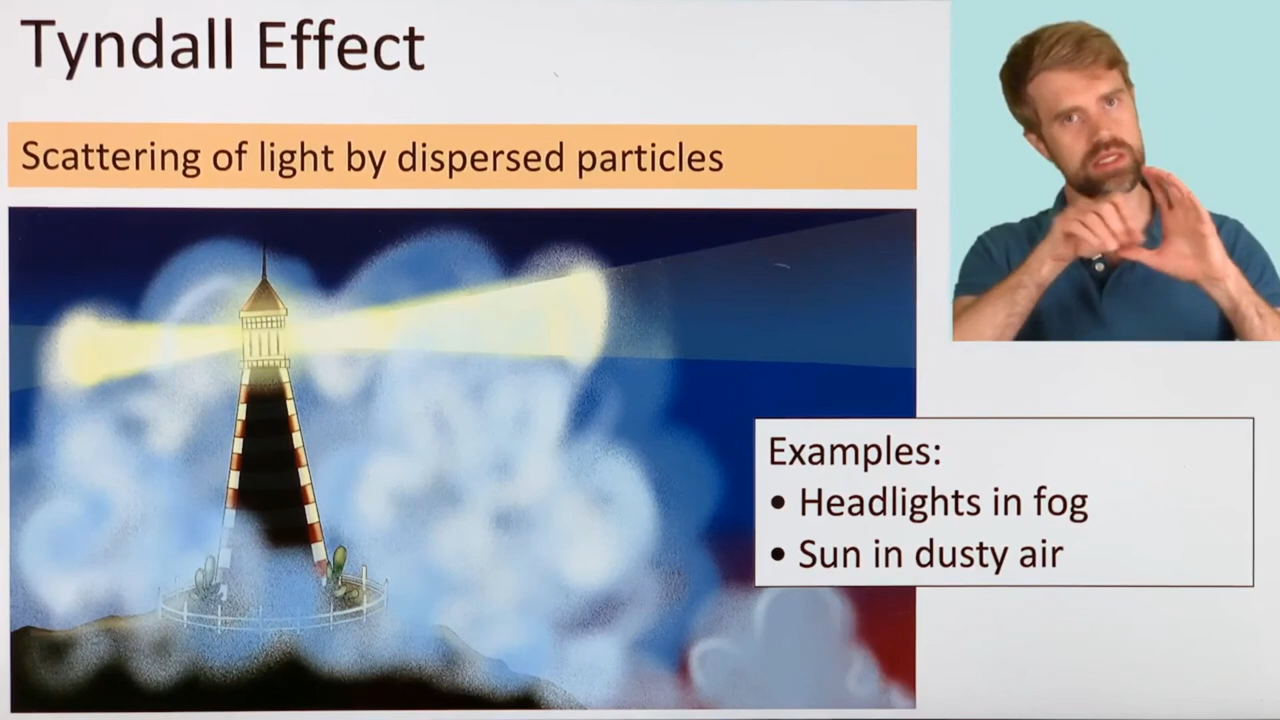 Tyndall Effect
Scattering of light by dispersed particles
Examples:
• Headlights in fog
• Sun in dusty air